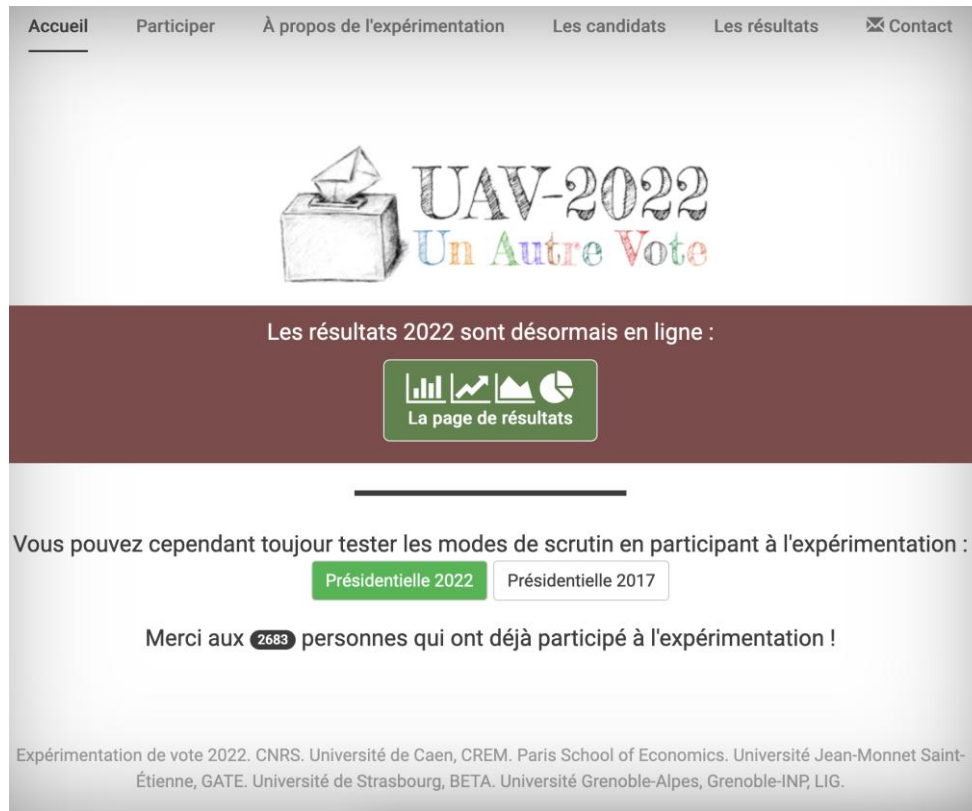 Accueil Participer À propos de l'expérimentation Les candidats Les résultats Contact
UAV-2022
Un Autre Vote
Les résultats 2022 sont désormais en ligne :
La page de résultats
Vous pouvez cependant toujour tester les modes de scrutin en participant à l'expérimentation :
Présidentielle 2022 Présidentielle 2017
Merci aux 2683 personnes qui ont déjà participé à l'expérimentation !
Expérimentation de vote 2022. CNRS. Université de Caen, CREM. Paris School of Economics. Université Jean-Monnet Saint-
Étienne, GATE. Université de Strasbourg, BETA. Université Grenoble-Alpes, Grenoble-INP, LIG.